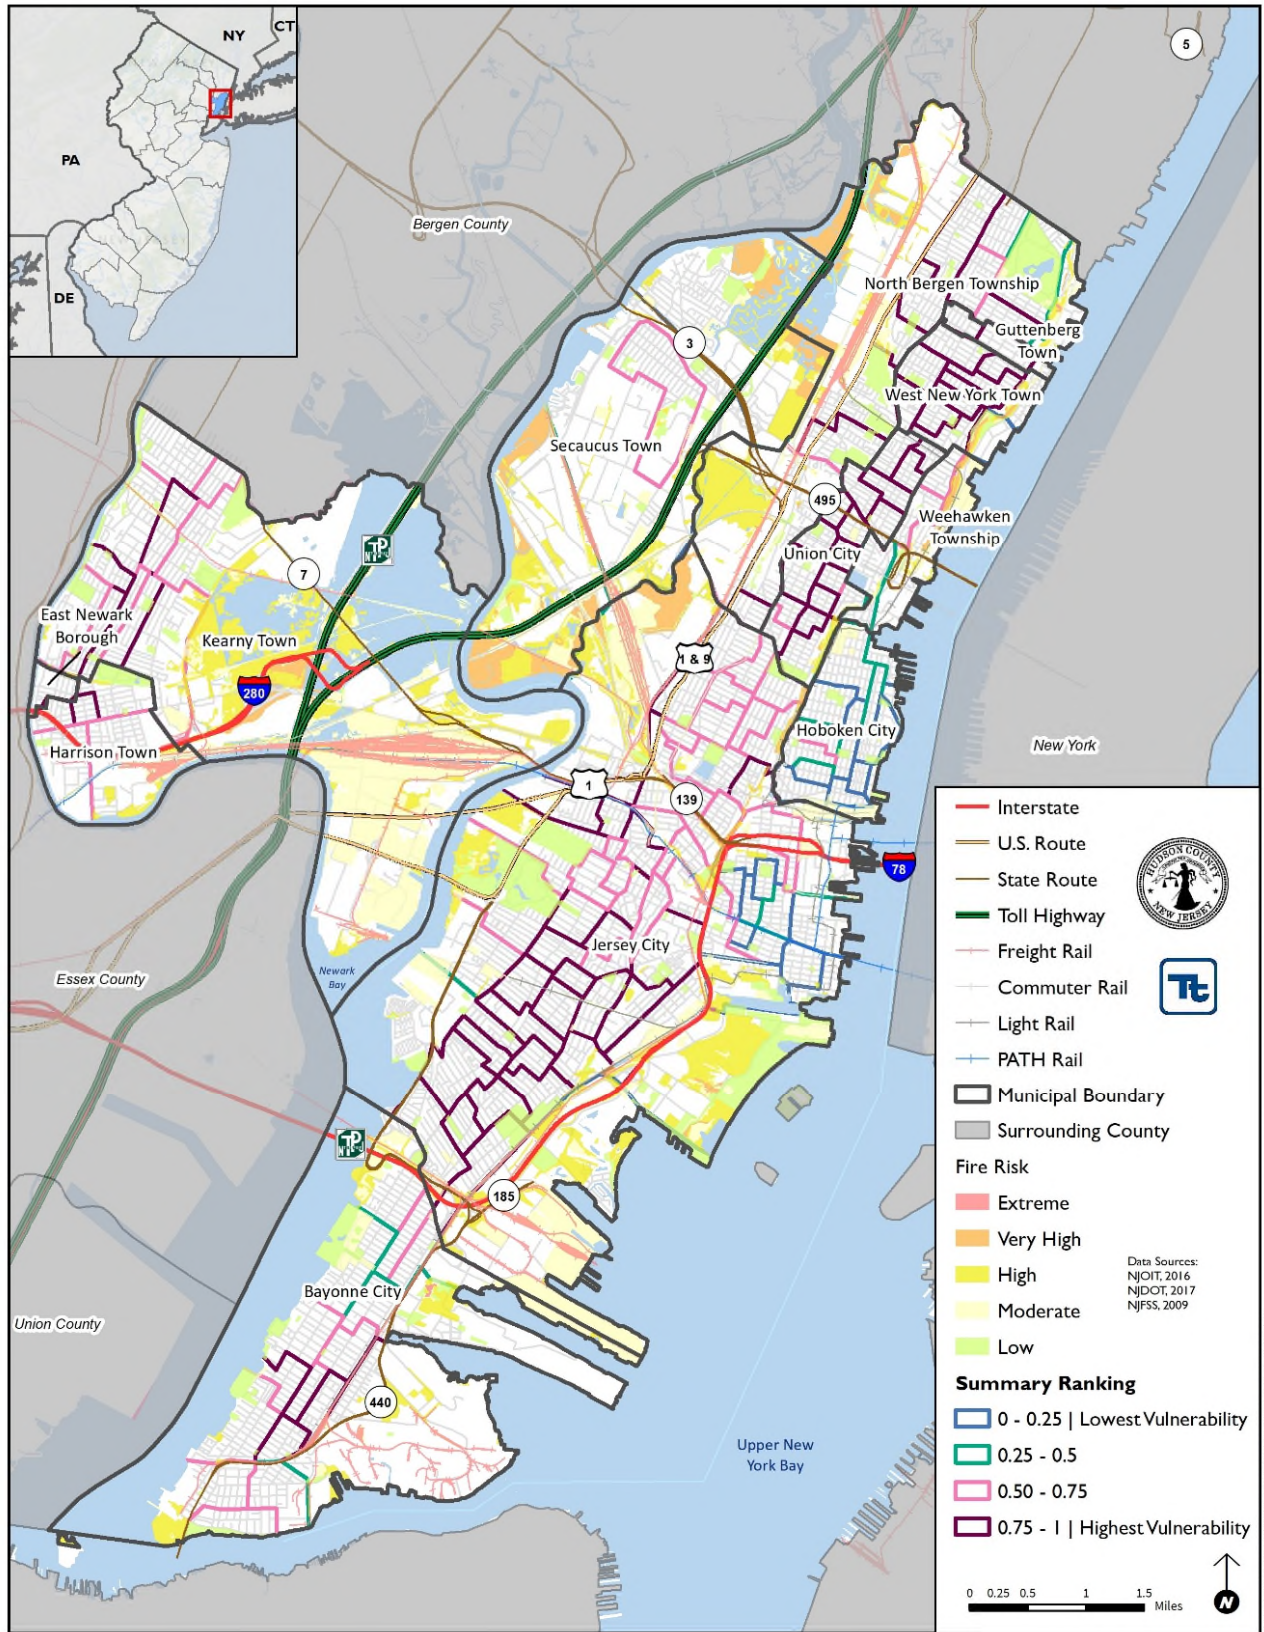 NY
CT
PA
DE
5
Bergen County
North Bergen Township
Guttenberg
Town
3
West New York Town
Secaucus Town
495
Weehawken
Township
Union City
7
East Newark
Borough
Kearny Town
1 & 9
280
Hoboken City
Harrison Town
New York
1
139
78
Jersey City
Newark
Bay
Essex County
185
Bayonne City
Union County
440
Upper New
York Bay
Interstate
U.S. Route
State Route
Toll Highway
Freight Rail
Commuter Rail
Light Rail
PATH Rail
Municipal Boundary
Surrounding County
Fire Risk
Extreme
Very High
High
Moderate
Low
HUDSON COUNTY
NEW JERSEY
Tt
Data Sources:
NJOIT, 2016
NJDOT, 2017
NJFSS, 2009
Summary Ranking
0 - 0.25 | Lowest Vulnerability
0.25 - 0.5
0.50 - 0.75
0.75 - 1 | Highest Vulnerability
0 0.25 0.5 1 1.5
Miles
N